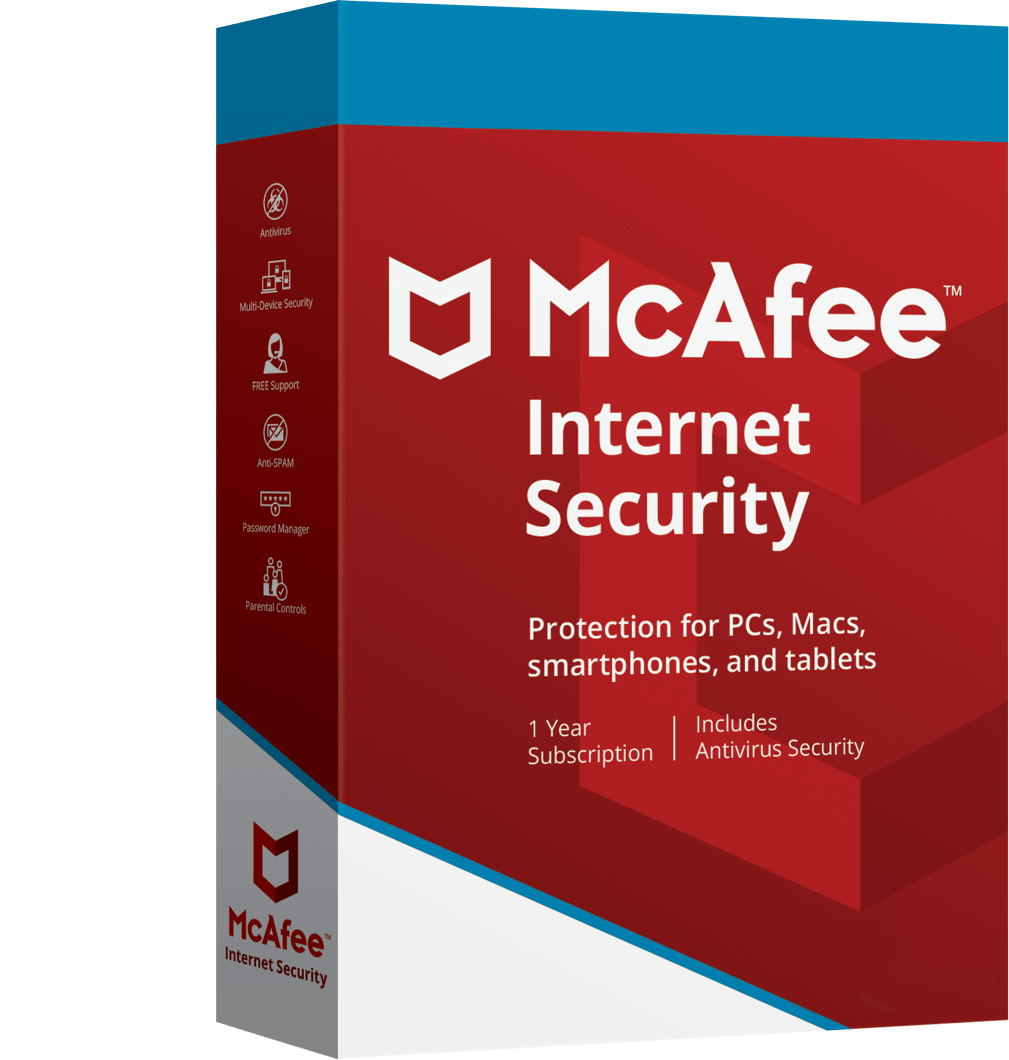 Antivirus
Multi-Device Security
FREE Support
Anti-SPAM
*****
Password Manager
Parental Controls
McAfee™
Internet Security
McAfee™
Internet
Security
Protection for PCs, Macs,
smartphones, and tablets
1 Year
Subscription
Includes
Antivirus Security